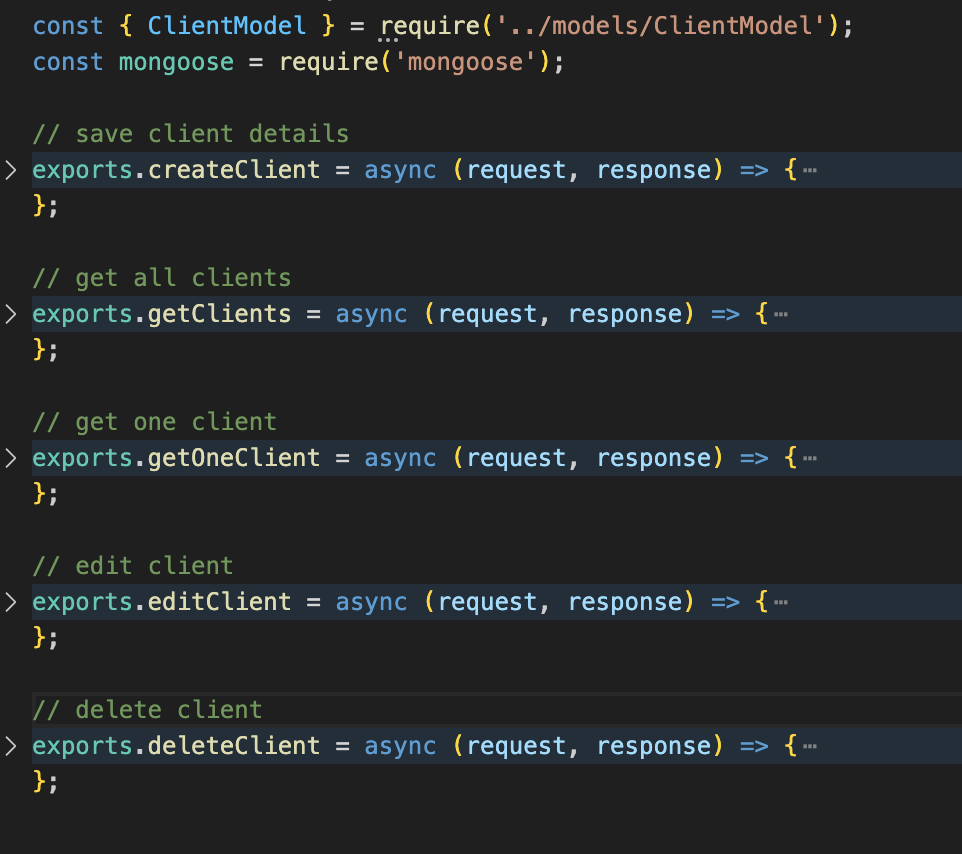 const { ClientModel } = require('../models/ClientModel');
const mongoose = require('mongoose');
// save client details
exports.createClient = async (request, response) => {⋯
};
// get all clients
exports.getClients = async (request, response) => {⋯
};
// get one client
exports.getOneClient = async (request, response) => {⋯
};
// edit client
exports.editClient = async (request, response) => {⋯
};
// delete client
exports.deleteClient = async (request, response) => {⋯
};